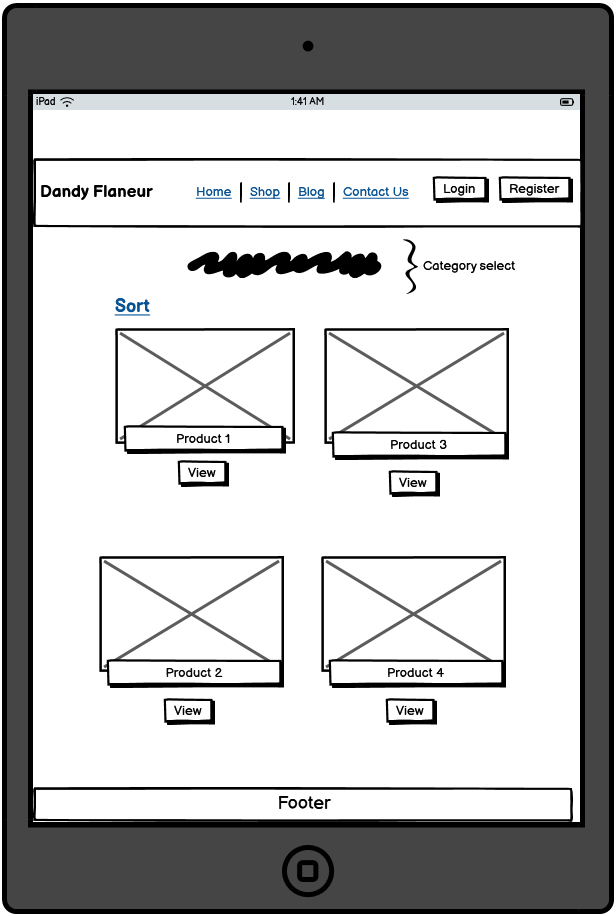 iPad 1:41 AM
Dandy Flaneur Home Shop Blog Contact Us Login Register
Category select
Sort
Product 1 Product 3
View View
Product 2 Product 4
View View
Footer